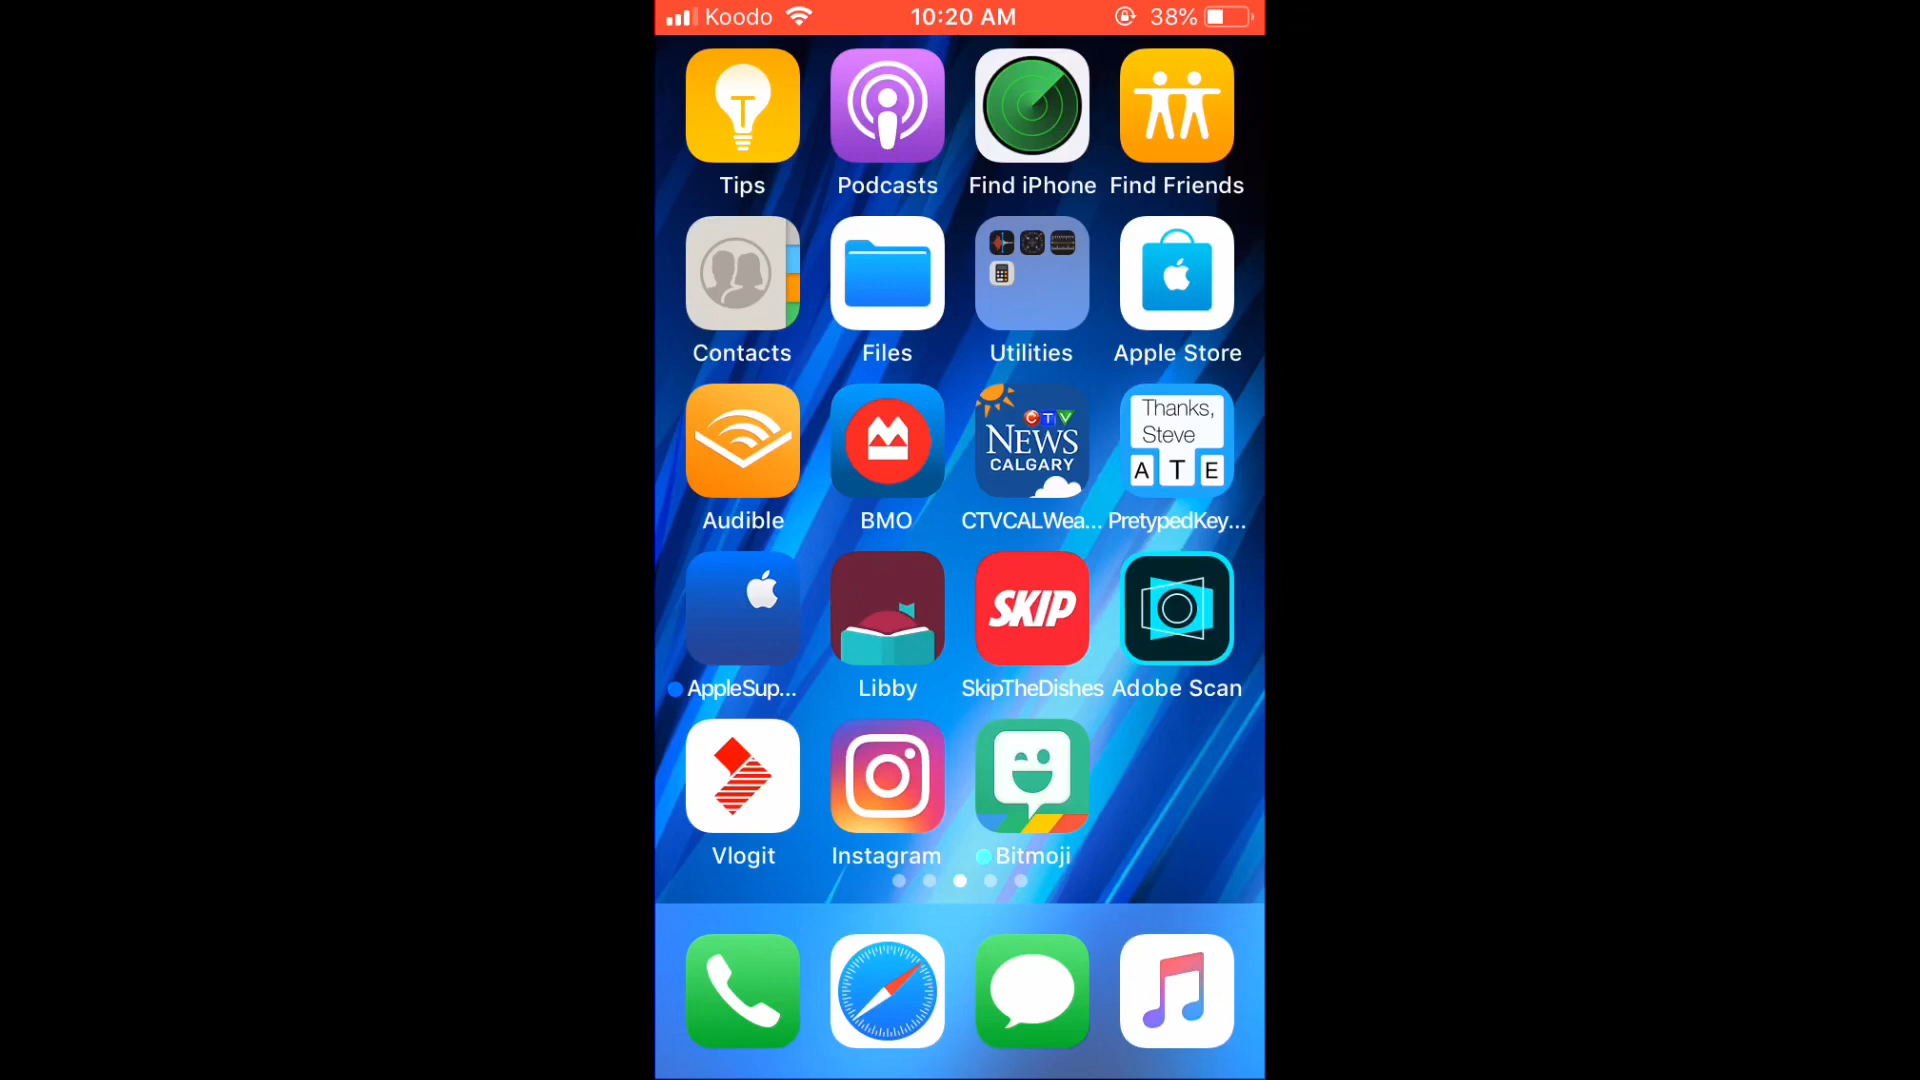 Koodo 10:20 AM 38%
Tips Podcasts Find iPhone Find Friends
Contacts Files Utilities Apple Store
Thanks,
Steve
CTV
NEWS
CALGARY
A T E
Audible BMO CTVCALWea... PretypedKey...
SKIP
AppleSup... Libby SkipTheDishes Adobe Scan
Vlogit Instagram Bitmoji